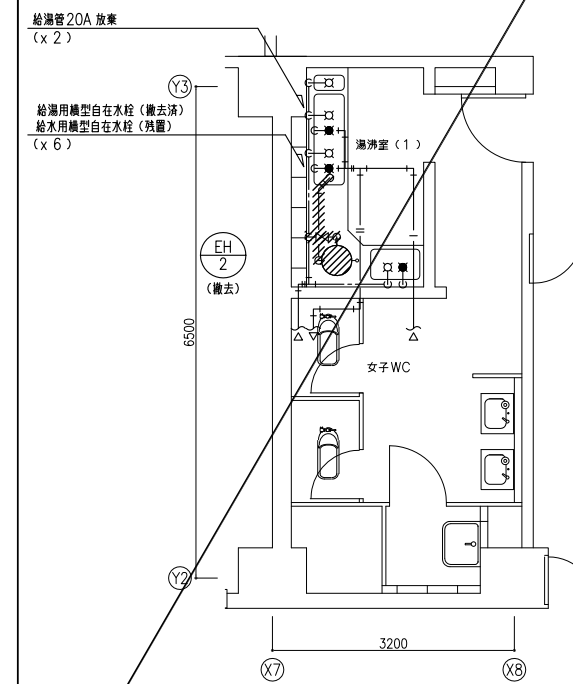 給湯管20A 放棄
(x 2)
Y3
給湯用横型自在水栓(撤去済)
給水用横型自在水栓(残置)
(x 6)
湯沸室(1)
EH
2
(撤去)
6500
女子WC
Y2
3200
X7
X8